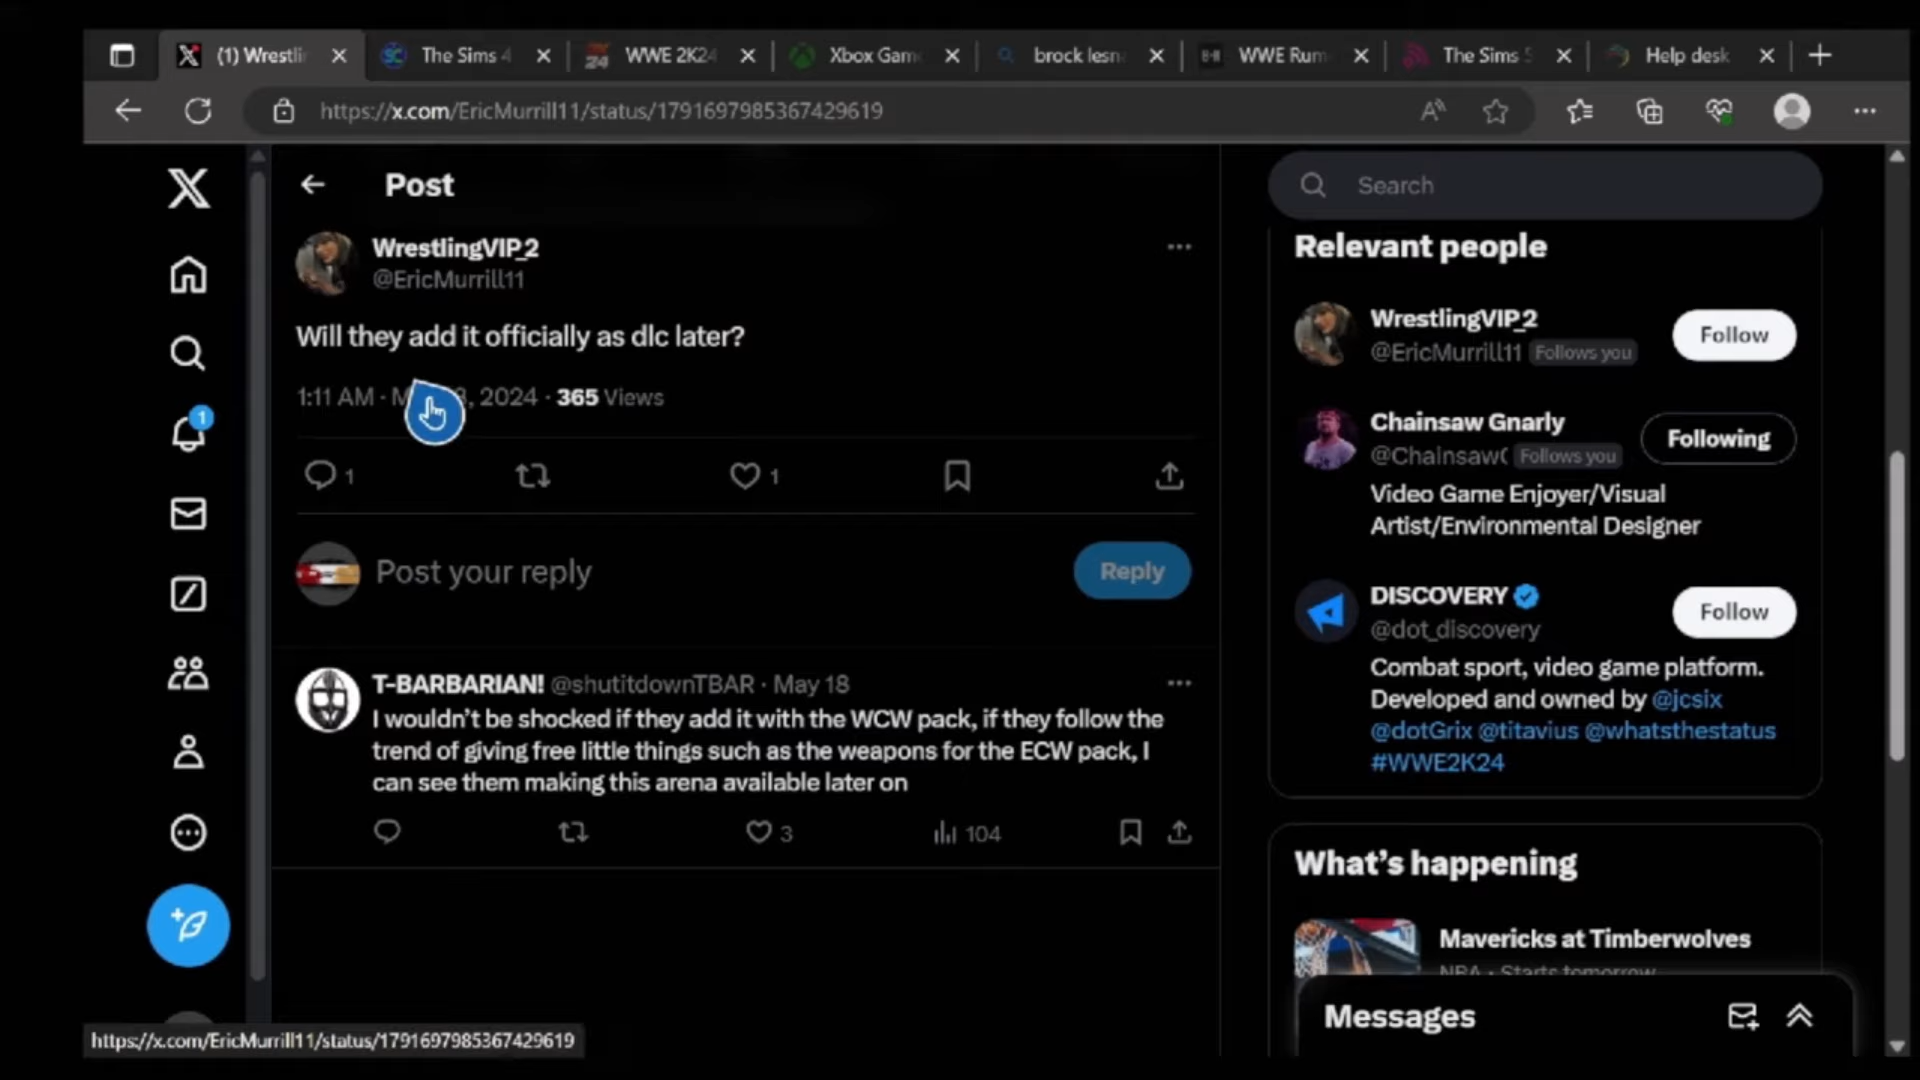 (1) Wrestli
The Sims 4
WWE 2K24
Xbox Gam
brock lesn
WWE Rum
The Sims 5
Help desk
https://x.com/EricMurrill11/status/1791697985367429619
Post
WrestlingVIP_2
@EricMurrill11
Will they add it officially as dlc later?
1:11 AM · M , 2024 · 365 Views
1
1
1
Post your reply
Reply
T-BARBARIAN! @shutitdownTBAR · May 18
I wouldn't be shocked if they add it with the WCW pack, if they follow the
trend of giving free little things such as the weapons for the ECW pack, I
can see them making this arena available later on
3
104
Search
Relevant people
WrestlingVIP_2
@EricMurrill11 Follows you
Follow
Chainsaw Gnarly
@ChainsawG Follows you
Following
Video Game Enjoyer/Visual
Artist/Environmental Designer
DISCOVERY
@dot_discovery
Follow
Combat sport, video game platform.
Developed and owned by @jcsix
@dotGrix @titavius @whatsthestatus
#WWE2K24
What's happening
Mavericks at Timberwolves
NBA · Starts tomorrow
Messages
https://x.com/EricMurrill11/status/1791697985367429619